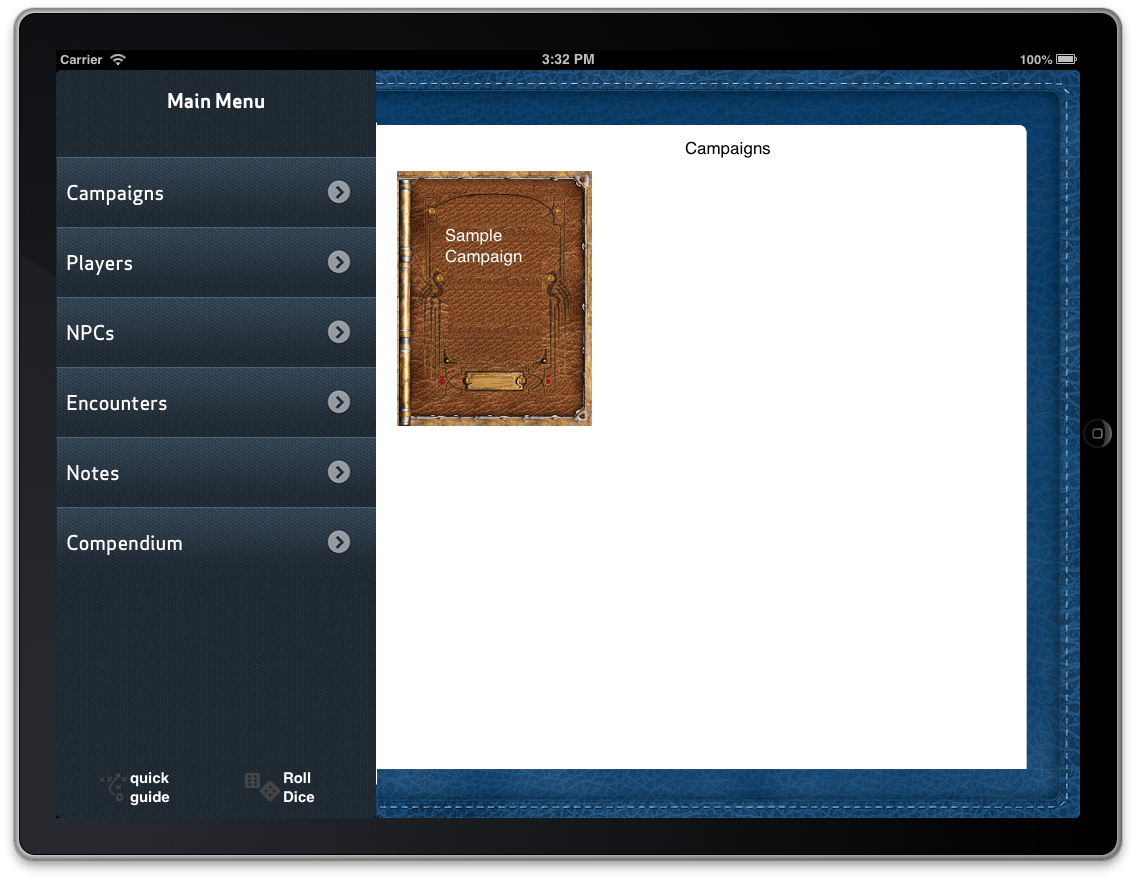 Carrier 3:32 PM 100%
Main Menu
Campaigns
Players
NPCs
Encounters
Notes
Compendium
quick
guide
Roll
Dice
Campaigns
Sample
Campaign